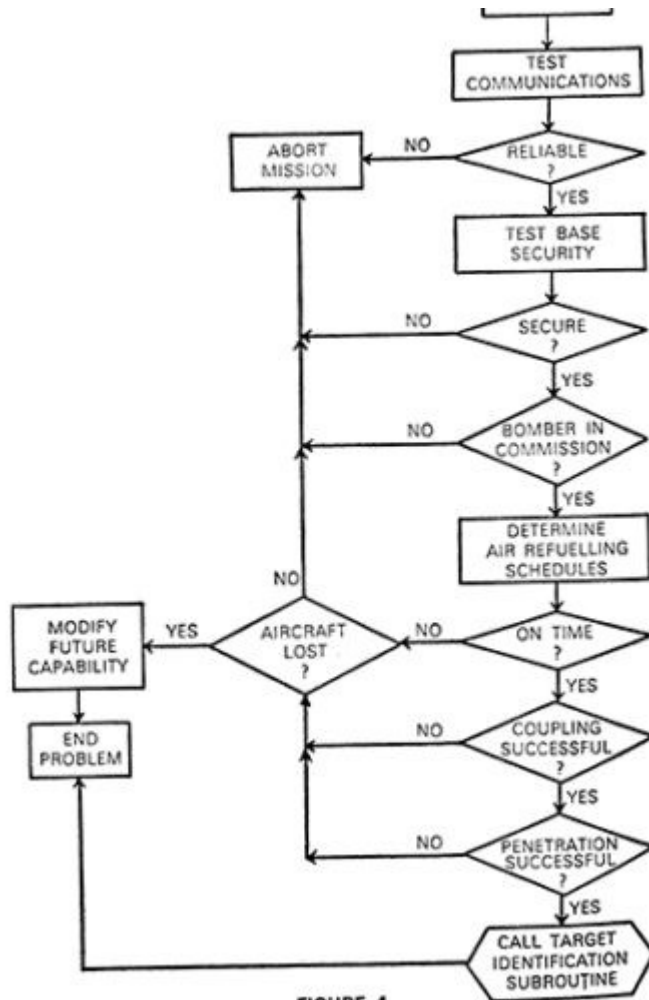 TEST
COMMUNICATIONS
ABORT
MISSION
NO
RELIABLE
?
YES
TEST BASE
SECURITY
NO
SECURE
?
YES
NO
BOMBER IN
COMMISSION
?
YES
DETERMINE
AIR REFUELLING
SCHEDULES
NO
MODIFY
FUTURE
CAPABILITY
YES
AIRCRAFT
LOST
?
NO
ON TIME
?
YES
END
PROBLEM
NO
COUPLING
SUCCESSFUL
?
YES
NO
PENETRATION
SUCCESSFUL
?
YES
CALL TARGET
IDENTIFICATION
SUBROUTINE